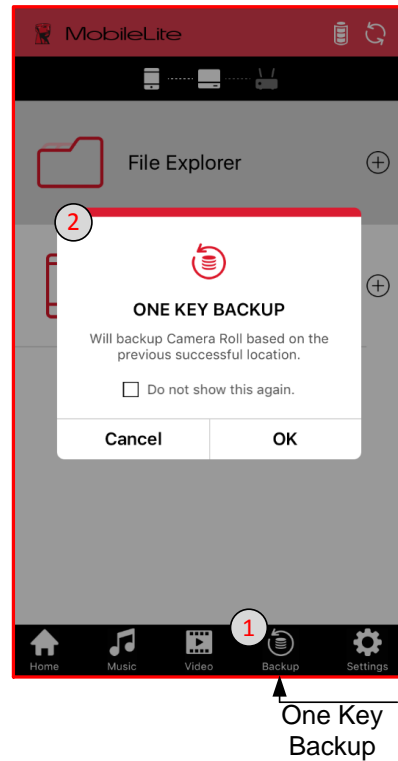 MobileLite
File Explorer
2
ONE KEY BACKUP
Will backup Camera Roll based on the
previous successful location.
Do not show this again.
Cancel OK
1
Home Music Video Backup Settings
One Key
Backup